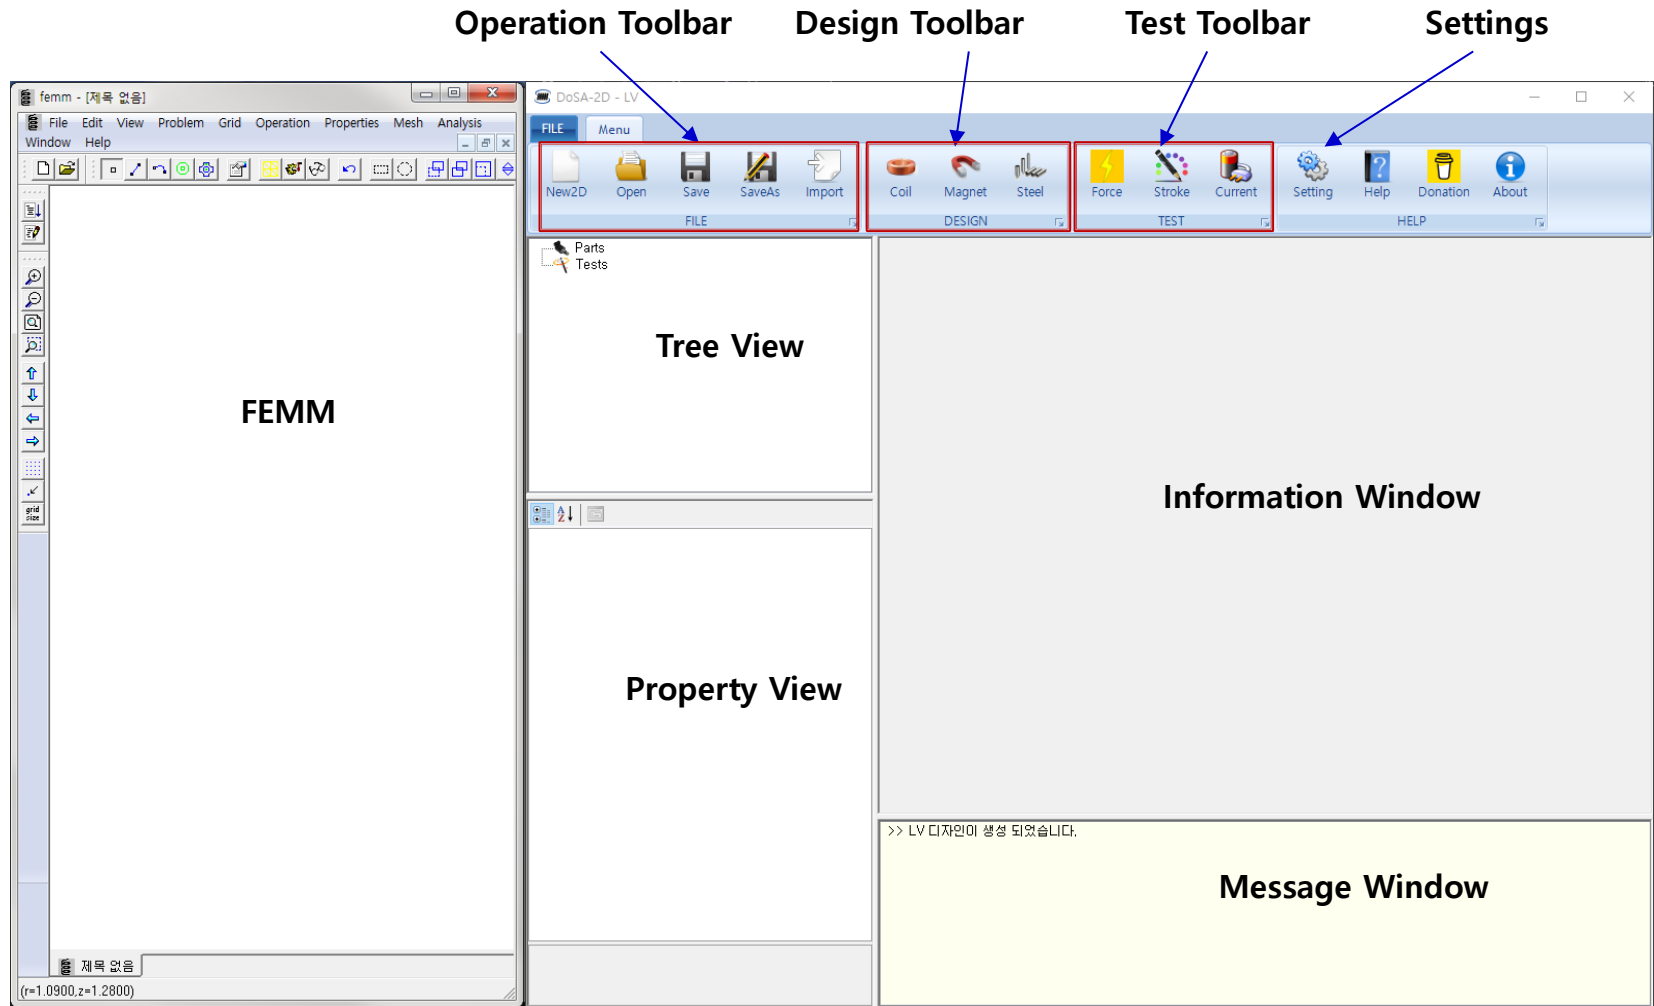 Operation Toolbar Design Toolbar Test Toolbar Settings
femm - [제목 없음]
File Edit View Problem Grid Operation Properties Mesh Analysis
Window Help
grid
size
FEMM
제목 없음
(r=1.0900,z=1.2800)
DoSA-2D - LV
FILE Menu
New2D Open Save SaveAs Import
FILE
Coil Magnet Steel
DESIGN
Force Stroke Current
TEST
Setting Help Donation About
HELP
Parts
Tests
Tree View
Property View
Information Window
>> LV 디자인이 생성 되었습니다.
Message Window